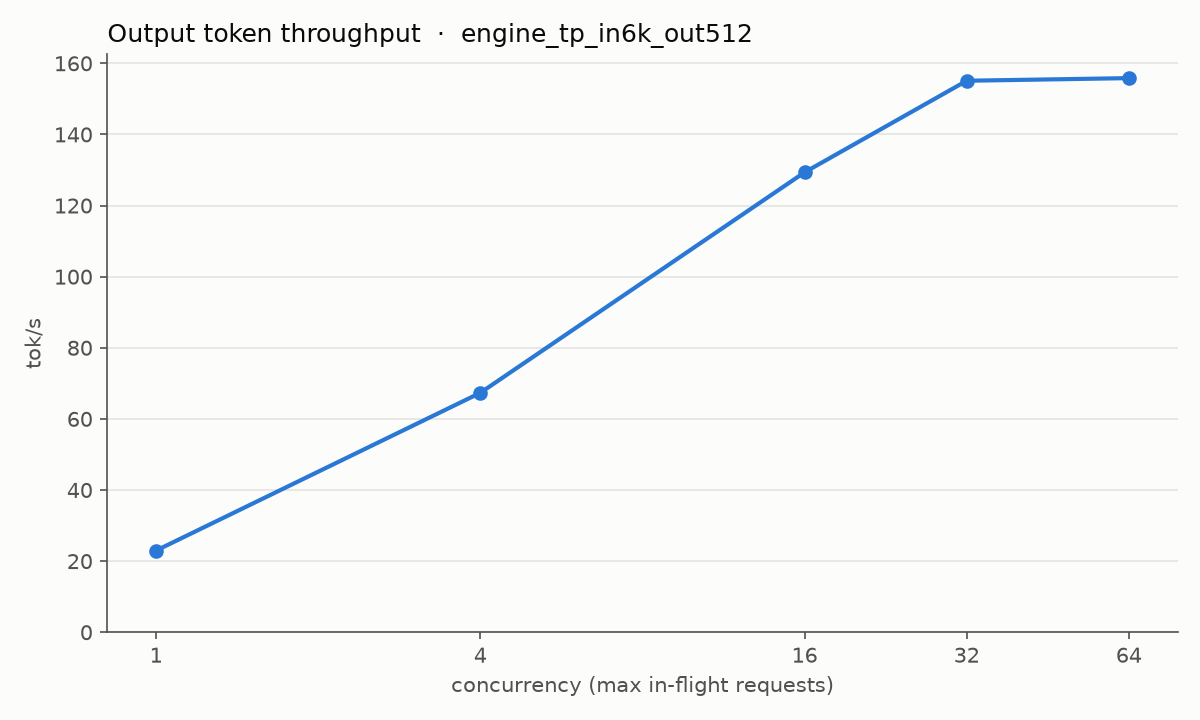 Output token throughput · engine_tp_in6k_out512
160
140
120
100
80
60
40
20
0
tok/s
1 4 16 32 64
concurrency (max in-flight requests)